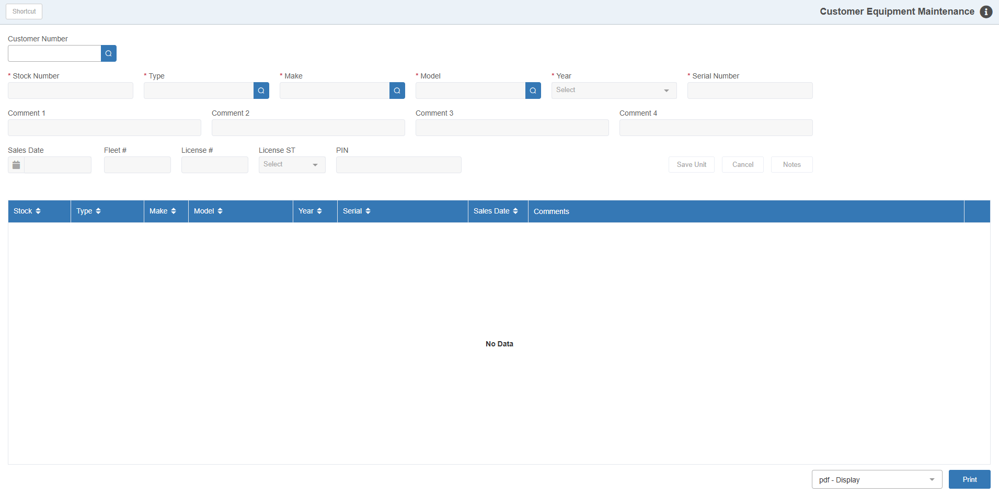 Shortcut
Customer Equipment Maintenance
Customer Number
* Stock Number * Type * Make * Model * Year * Serial Number
Select
Comment 1 Comment 2 Comment 3 Comment 4
Sales Date Fleet # License # License ST PIN
Select Save Unit Cancel Notes
Stock Type Make Model Year Serial Sales Date Comments
No Data
pdf - Display Print